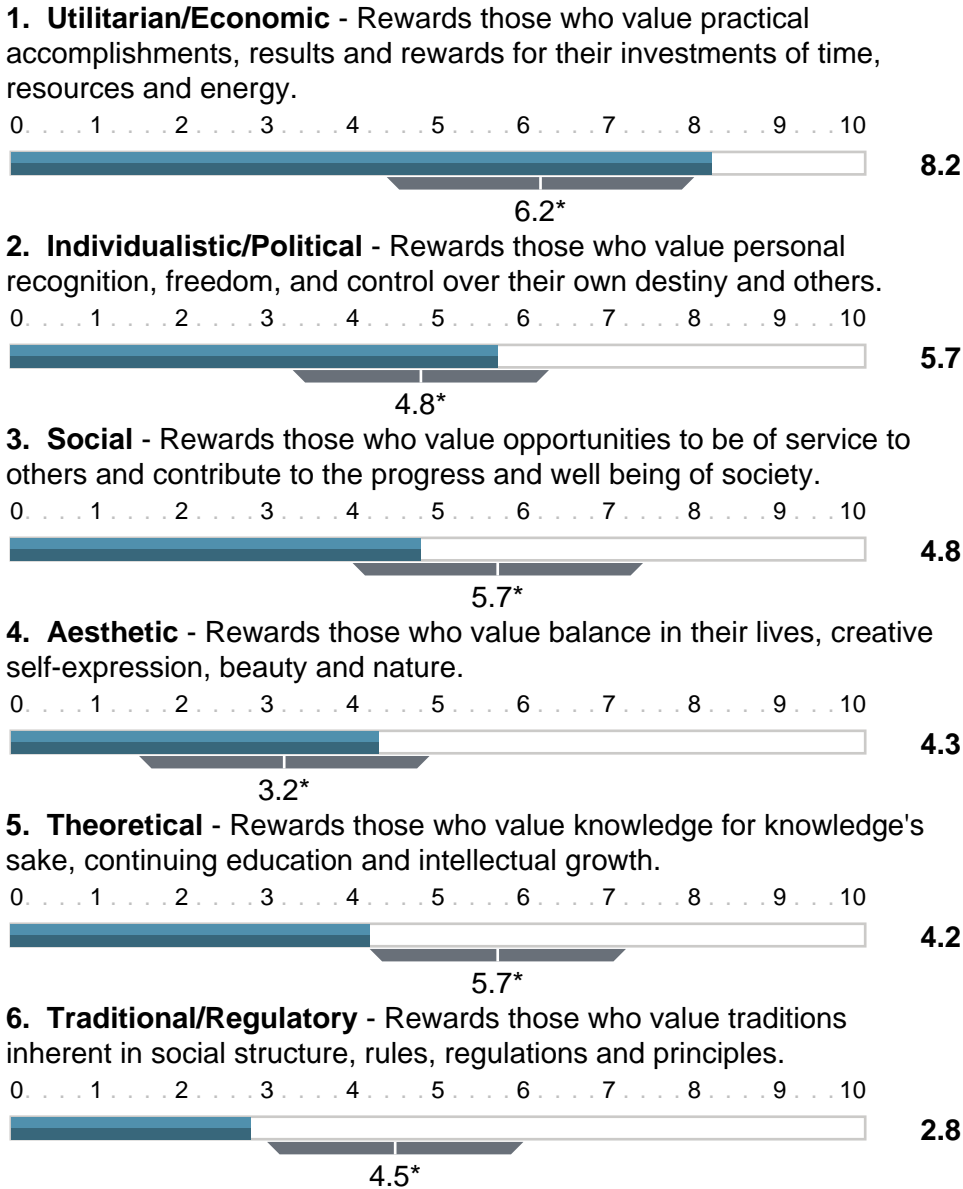 1. Utilitarian/Economic - Rewards those who value practical
accomplishments, results and rewards for their investments of time,
resources and energy.
0. . . . 1 . . . . 2 . . . . 3 . . . . 4 . . . . 5 . . . . 6 . . . . 7 . . . . 8 . . . . 9 . . . 10
8.2
6.2*
2. Individualistic/Political - Rewards those who value personal
recognition, freedom, and control over their own destiny and others.
0. . . . 1 . . . . 2 . . . . 3 . . . . 4 . . . . 5 . . . . 6 . . . . 7 . . . . 8 . . . . 9 . . . 10
5.7
4.8*
3. Social - Rewards those who value opportunities to be of service to
others and contribute to the progress and well being of society.
0. . . . 1 . . . . 2 . . . . 3 . . . . 4 . . . . 5 . . . . 6 . . . . 7 . . . . 8 . . . . 9 . . . 10
4.8
5.7*
4. Aesthetic - Rewards those who value balance in their lives, creative
self-expression, beauty and nature.
0. . . . 1 . . . . 2 . . . . 3 . . . . 4 . . . . 5 . . . . 6 . . . . 7 . . . . 8 . . . . 9 . . . 10
4.3
3.2*
5. Theoretical - Rewards those who value knowledge for knowledge's
sake, continuing education and intellectual growth.
0. . . . 1 . . . . 2 . . . . 3 . . . . 4 . . . . 5 . . . . 6 . . . . 7 . . . . 8 . . . . 9 . . . 10
4.2
5.7*
6. Traditional/Regulatory - Rewards those who value traditions
inherent in social structure, rules, regulations and principles.
0. . . . 1 . . . . 2 . . . . 3 . . . . 4 . . . . 5 . . . . 6 . . . . 7 . . . . 8 . . . . 9 . . . 10
2.8
4.5*